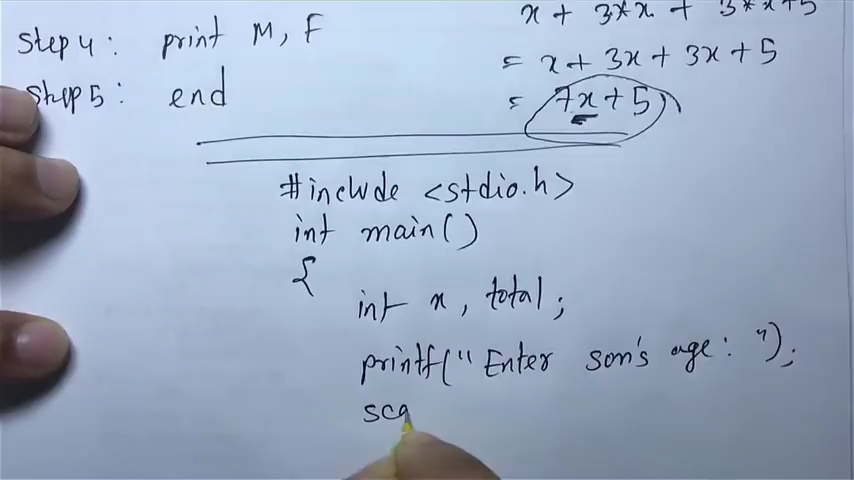 step 4 : print M, F
step 5 : end
x + 3*x + 3*x+5
= x + 3x + 3x + 5
= 7x + 5
#include <stdio.h>
int main()
{
int x, total;
printf("Enter son's age: ");
sca